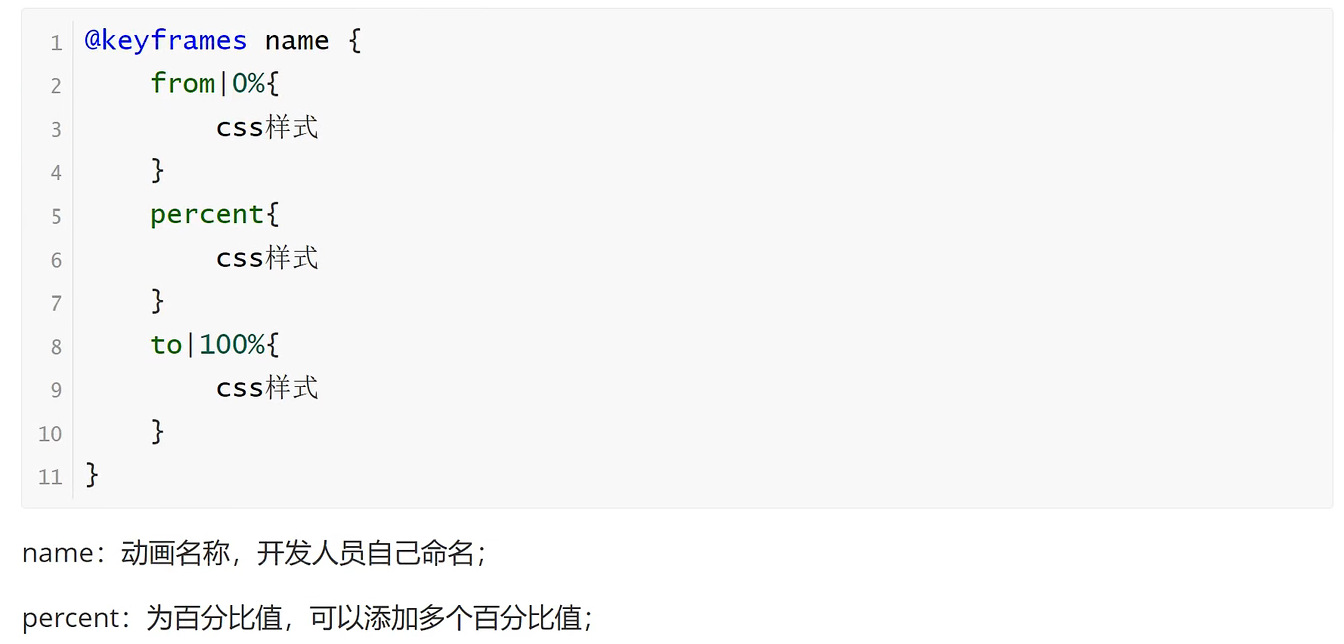 1 @keyframes name {
2 from|0%{
3 css样式
4 }
5 percent{
6 css样式
7 }
8 to|100%{
9 css样式
10 }
11 }
name：动画名称，开发人员自己命名；
percent：为百分比值，可以添加多个百分比值；